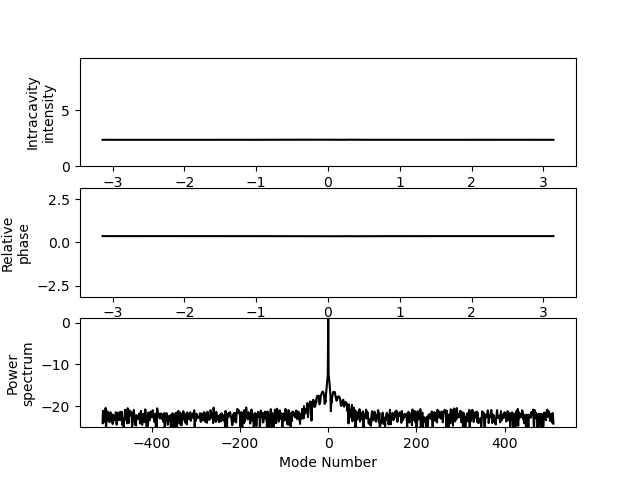 Intracavity
intensity
5
0
−3 −2 −1 0 1 2 3
Relative
phase
2.5
0.0
−2.5
−3 −2 −1 0 1 2 3
Power
spectrum
0
−10
−20
−400 −200 0 200 400
Mode Number